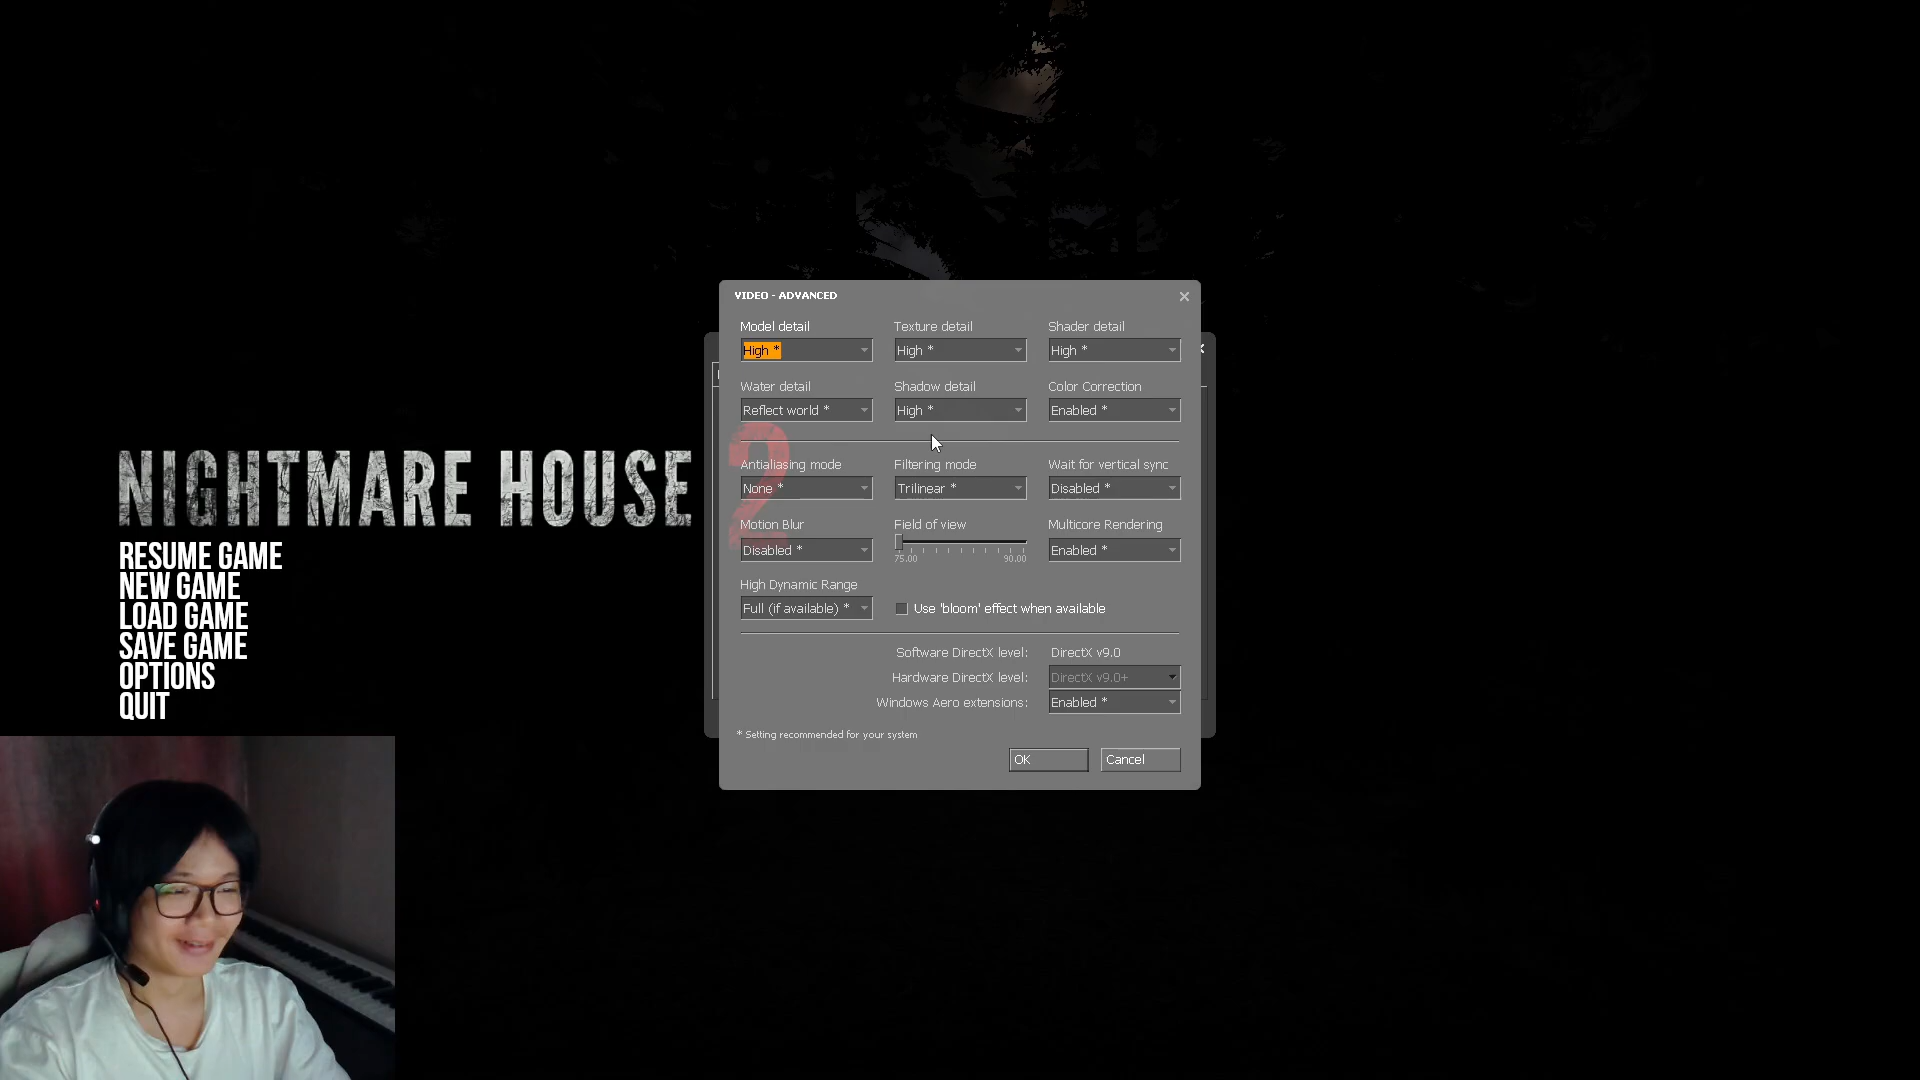 VIDEO - ADVANCED
Model detail
Texture detail
Shader detail
High *
High *
High *
Water detail
Shadow detail
Color Correction
Reflect world *
High *
Enabled *
Antialiasing mode
Filtering mode
Wait for vertical sync
None *
Trilinear *
Disabled *
Motion Blur
Field of view
Multicore Rendering
Disabled *
75.00
90.00
Enabled *
High Dynamic Range
Full (if available) *
Use 'bloom' effect when available
Software DirectX level:
DirectX v9.0
Hardware DirectX level:
DirectX v9.0+
Windows Aero extensions:
Enabled *
* Setting recommended for your system
OK
Cancel
NIGHTMARE HOUSE 2
RESUME GAME
NEW GAME
LOAD GAME
SAVE GAME
OPTIONS
QUIT